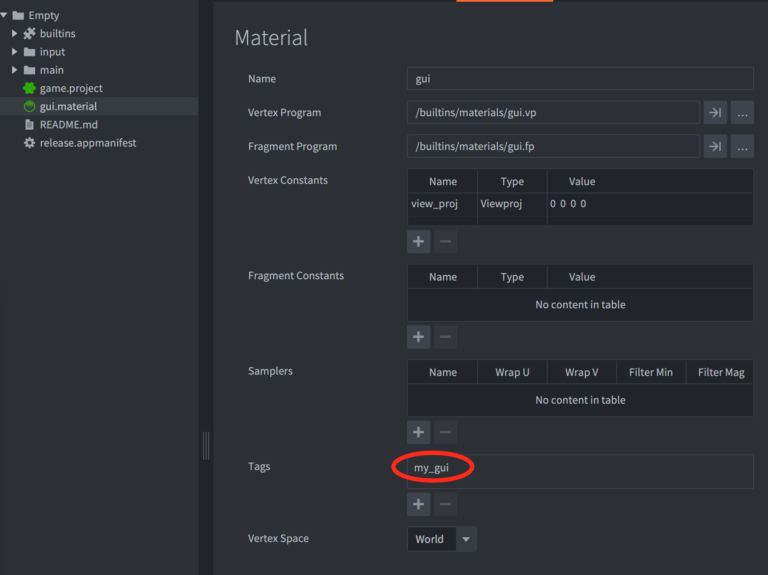 Empty
builtins
input
main
game.project
gui.material
README.md
release.appmanifest
Material
Name gui
Vertex Program /builtins/materials/gui.vp ...
Fragment Program /builtins/materials/gui.fp ...
Vertex Constants Name Type Value
view_proj Viewproj 0 0 0 0
Fragment Constants Name Type Value
No content in table
Samplers Name Wrap U Wrap V Filter Min Filter Mag
No content in table
Tags my_gui
Vertex Space World